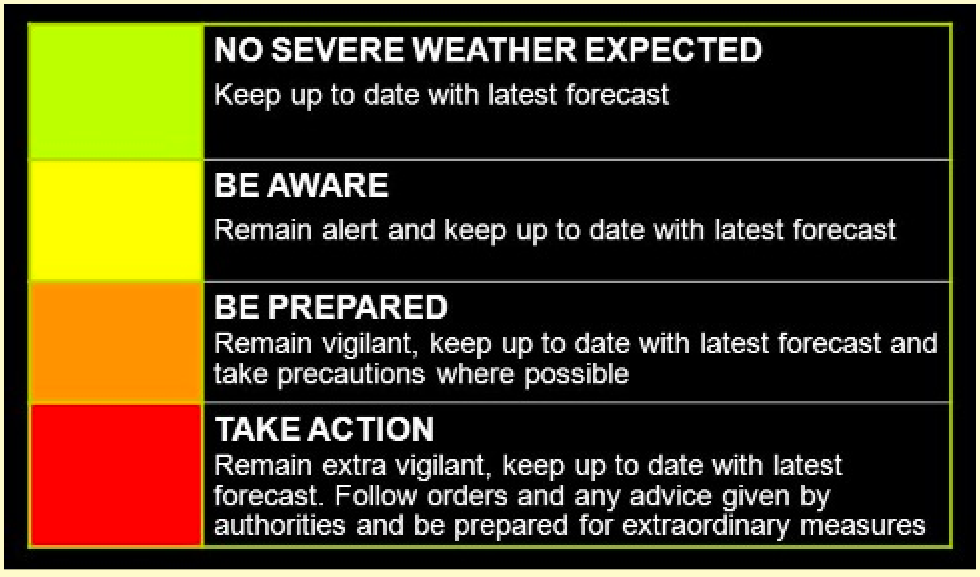 NO SEVERE WEATHER EXPECTED
Keep up to date with latest forecast
BE AWARE
Remain alert and keep up to date with latest forecast
BE PREPARED
Remain vigilant, keep up to date with latest forecast and
take precautions where possible
TAKE ACTION
Remain extra vigilant, keep up to date with latest
forecast. Follow orders and any advice given by
authorities and be prepared for extraordinary measures